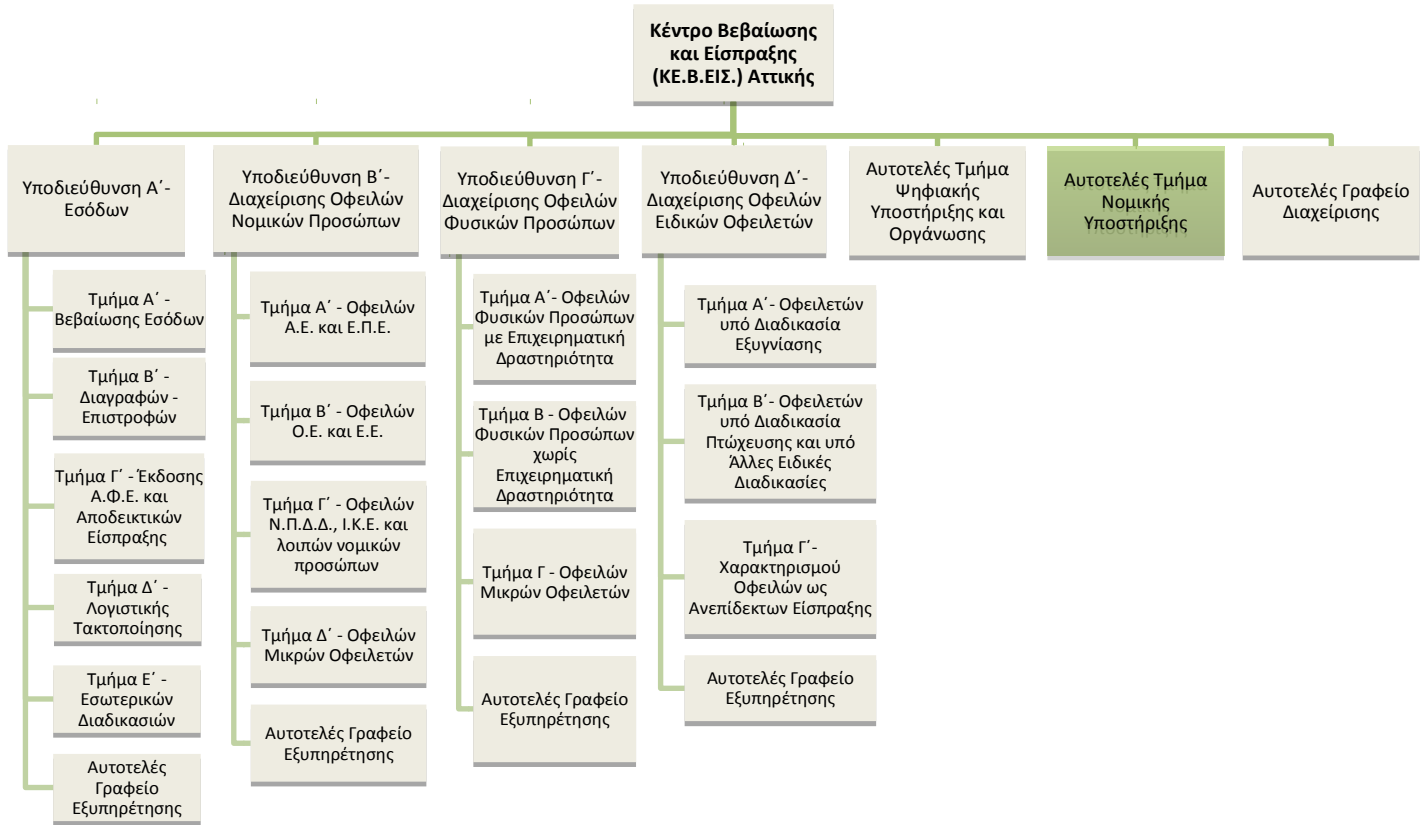 Κέντρο Βεβαίωσης
και Είσπραξης
(ΚΕ.Β.ΕΙΣ.) Αττικής
Υποδιεύθυνση Α΄-
Εσόδων
Τμήμα Α΄ -
Βεβαίωσης Εσόδων
Τμήμα Β΄ -
Διαγραφών -
Επιστροφών
Τμήμα Γ΄ - Έκδοσης
Α.Φ.Ε. και
Αποδεικτικών
Είσπραξης
Τμήμα Δ΄ -
Λογιστικής
Τακτοποίησης
Τμήμα Ε΄ -
Εσωτερικών
Διαδικασιών
Αυτοτελές
Γραφείο
Εξυπηρέτησης
Υποδιεύθυνση Β΄-
Διαχείρισης Οφειλών
Νομικών Προσώπων
Τμήμα Α΄ - Οφειλών
Α.Ε. και Ε.Π.Ε.
Τμήμα Β΄ - Οφειλών
Ο.Ε. και Ε.Ε.
Τμήμα Γ΄ - Οφειλών
Ν.Π.Δ.Δ., Ι.Κ.Ε. και
λοιπών νομικών
προσώπων
Τμήμα Δ΄ - Οφειλών
Μικρών Οφειλετών
Αυτοτελές Γραφείο
Εξυπηρέτησης
Υποδιεύθυνση Γ΄-
Διαχείρισης Οφειλών
Φυσικών Προσώπων
Τμήμα Α΄- Οφειλών
Φυσικών Προσώπων
με Επιχειρηματική
Δραστηριότητα
Τμήμα Β - Οφειλών
Φυσικών Προσώπων
χωρίς
Επιχειρηματική
Δραστηριότητα
Τμήμα Γ - Οφειλών
Μικρών Οφειλετών
Αυτοτελές Γραφείο
Εξυπηρέτησης
Υποδιεύθυνση Δ΄-
Διαχείρισης Οφειλών
Ειδικών Οφειλετών
Τμήμα Α΄- Οφειλετών
υπό Διαδικασία
Εξυγνίασης
Τμήμα Β΄- Οφειλετών
υπό Διαδικασία
Πτώχευσης και υπό
Άλλες Ειδικές
Διαδικασίες
Τμήμα Γ΄-
Χαρακτηρισμού
Οφειλών ως
Ανεπίδεκτων Είσπραξης
Αυτοτελές Γραφείο
Εξυπηρέτησης
Αυτοτελές Τμήμα
Ψηφιακής
Υποστήριξης και
Οργάνωσης
Αυτοτελές Τμήμα
Νομικής
Υποστήριξης
Αυτοτελές Γραφείο
Διαχείρισης